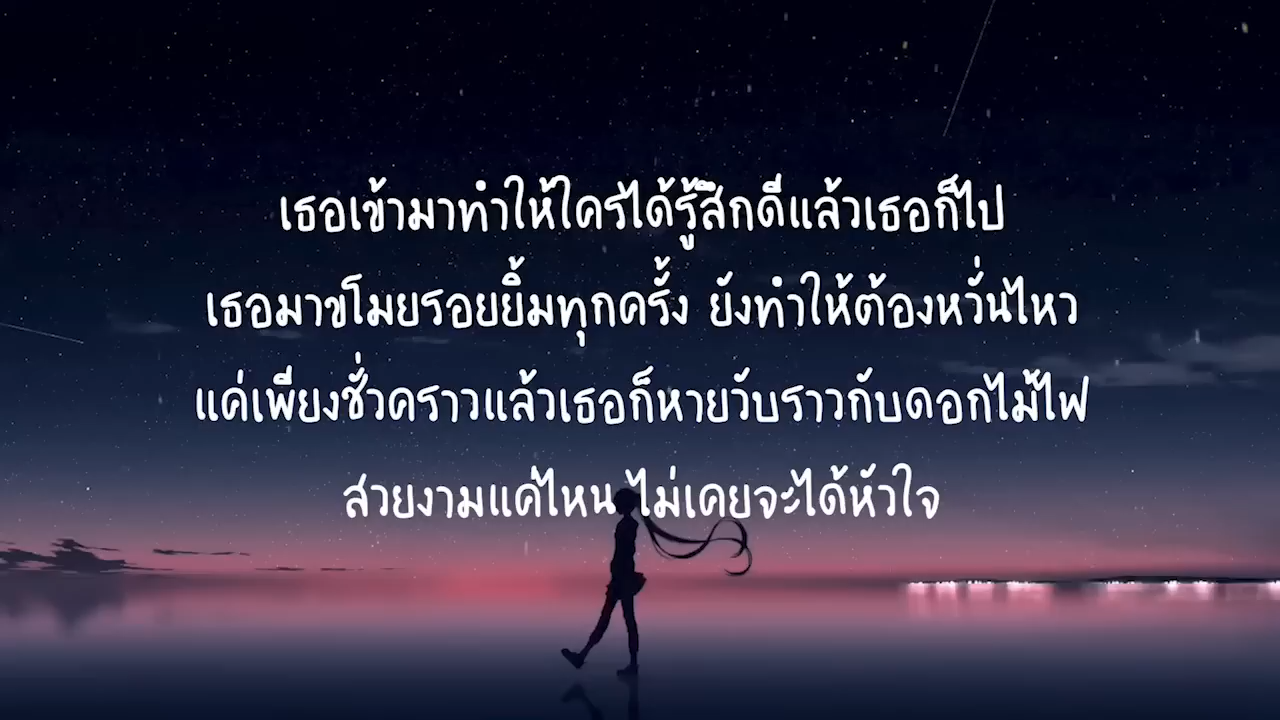 เธอเข้ามาทำให้ใครได้รู้สึกดีแล้วเธอก็ไป
เธอมาขโมยรอยยิ้มทุกครั้ง ยังทำให้ต้องหวั่นไหว
แค่เพียงชั่วคราวแล้วเธอก็หายวับราวกับดอกไม้ไฟ
สวยงามแค่ไหน ไม่เคยจะได้หัวใจ